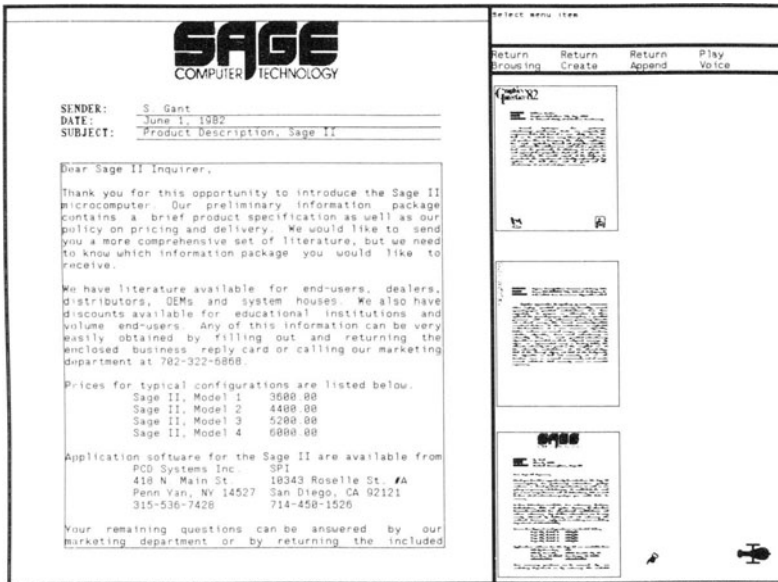 SAGE
COMPUTER TECHNOLOGY
SENDER: S. Gant
DATE: June 1, 1982
SUBJECT: Product Description, Sage II
Dear Sage II Inquirer,
Thank you for this opportunity to introduce the Sage II
microcomputer. Our preliminary information package
contains a brief product specification as well as our
policy on pricing and delivery. We would like to send
you a more comprehensive set of literature, but we need
to know which information package you would like to
receive.
We have literature available for end-users, dealers,
distributors, OEMs and system houses. We also have
discounts available for educational institutions and
volume end-users. Any of this information can be very
easily obtained by filling out and returning the
enclosed business reply card or calling our marketing
department at 702-322-6868.
Prices for typical configurations are listed below.
Sage II, Model 1 3600.00
Sage II, Model 2 4400.00
Sage II, Model 3 5200.00
Sage II, Model 4 6000.00
Application software for the Sage II are available from
PCD Systems Inc. SPI
418 N. Main St. 10343 Roselle St. #A
Penn Yan, NY 14527 San Diego, CA 92121
315-536-7428 714-450-1526
Your remaining questions can be answered by our
marketing department or by returning the included
Select menu item
Return Return Return Play
Browsing Create Append Voice
Graphics
Interface '82
SAGE